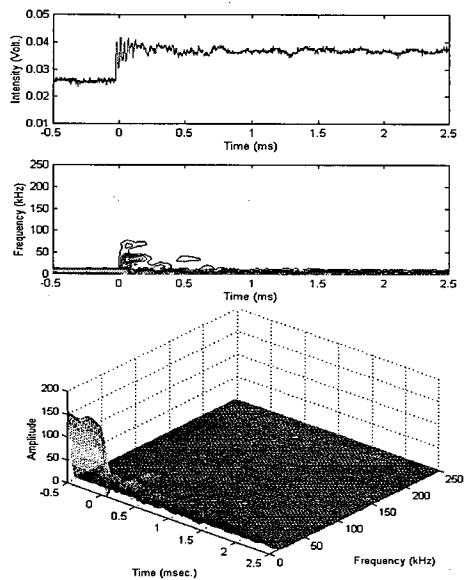 0.05
0.04
0.03
0.02
0.01
Intensity (Volt.)
-0.5 0 0.5 1 1.5 2 2.5
Time (ms)
250
200
150
100
50
0
Frequency (kHz)
-0.5 0 0.5 1 1.5 2 2.5
Time (ms)
200
150
100
50
0
Amplitude
-0.5 0 0.5 1 1.5 2 2.5
Time (msec.)
0 50 100 150 200 250
Frequency (kHz)